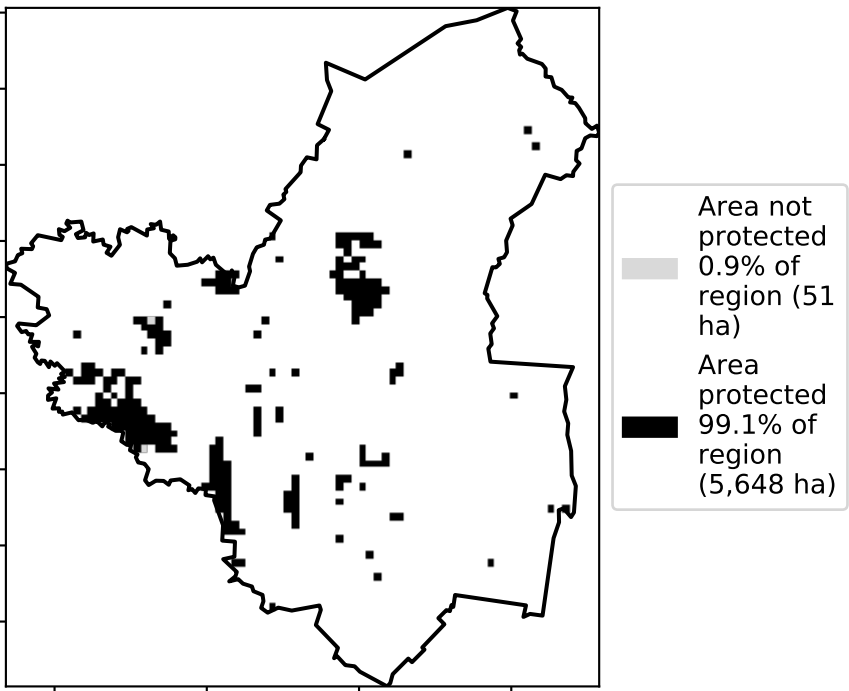 Area not
protected
0.9% of
region (51
ha)
Area
protected
99.1% of
region
(5,648 ha)